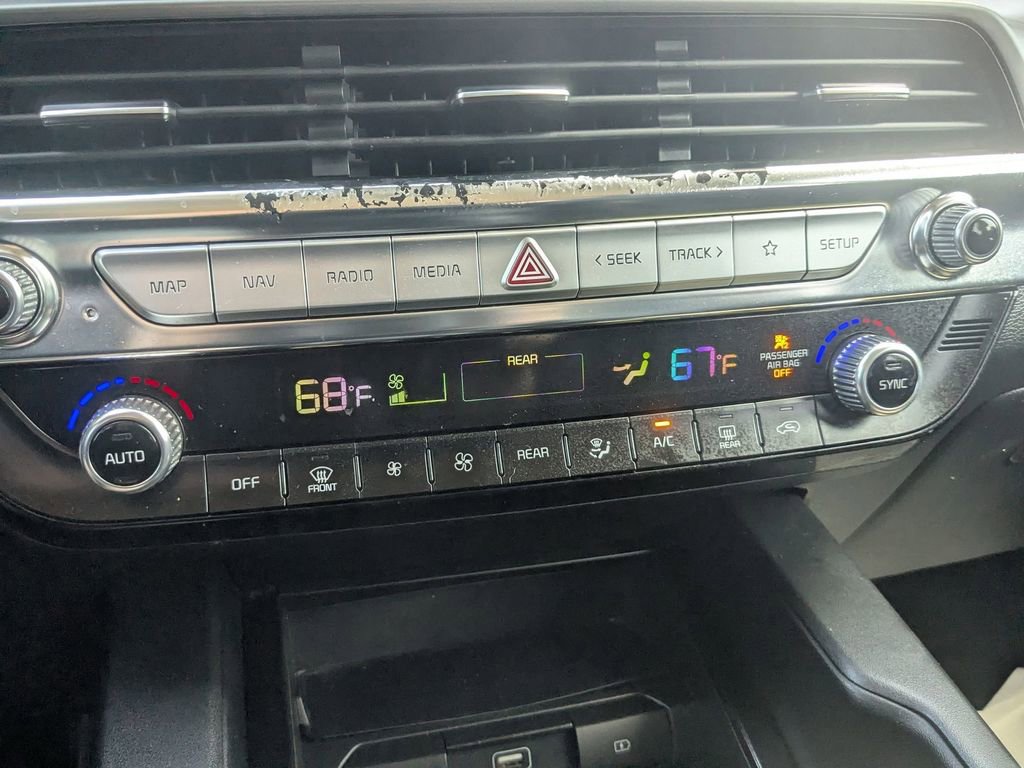 MAP
NAV
RADIO
MEDIA
< SEEK
TRACK >
SETUP
68°F
REAR
67°F
PASSENGER
AIR BAG
OFF
SYNC
AUTO
OFF
FRONT
REAR
A/C
REAR